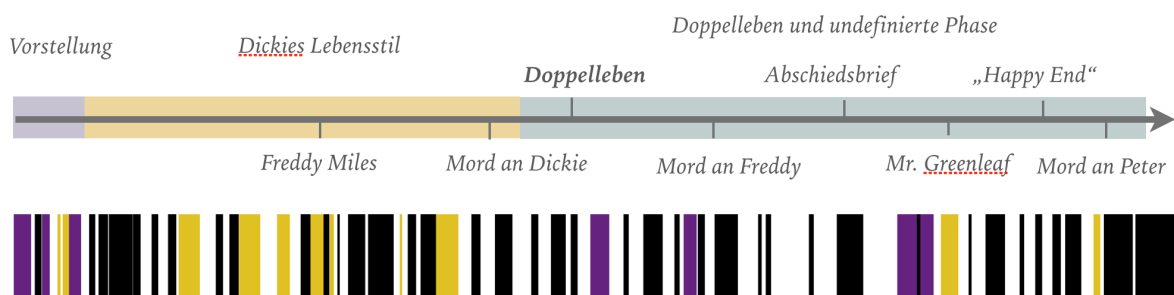 Doppelleben und undefinierte Phase
Vorstellung
Dickies Lebensstil
Doppelleben
Abschiedsbrief
„Happy End“
Freddy Miles
Mord an Dickie
Mord an Freddy
Mr. Greenleaf
Mord an Peter